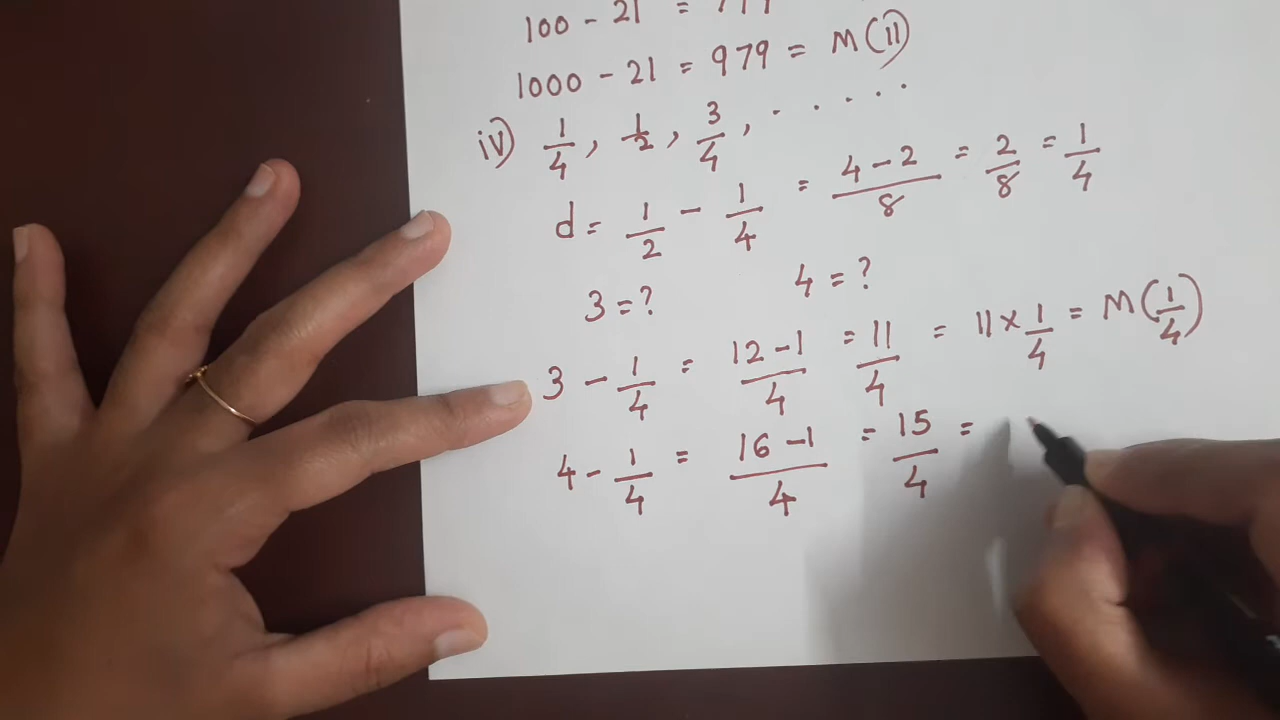 100 - 21 =
1000 - 21 = 979 = M(11)
iv) 1/4, 1/2, 3/4, . . . . .
d = 1/2 - 1/4 = (4 - 2)/8 = 2/8 = 1/4
3 = ? 4 = ?
3 - 1/4 = (12 - 1)/4 = 11/4 = 11 × 1/4 = M(1/4)
4 - 1/4 = (16 - 1)/4 = 15/4 =